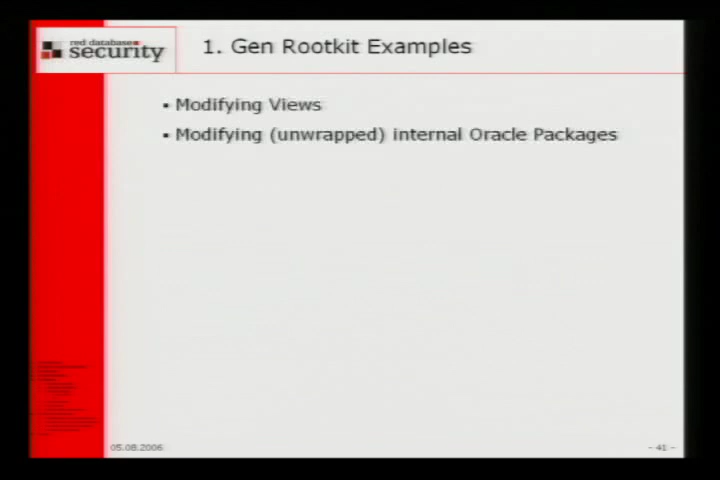 red database
security
1. Gen Rootkit Examples
▪ Modifying Views
▪ Modifying (unwrapped) internal Oracle Packages
05.08.2006
- 41 -